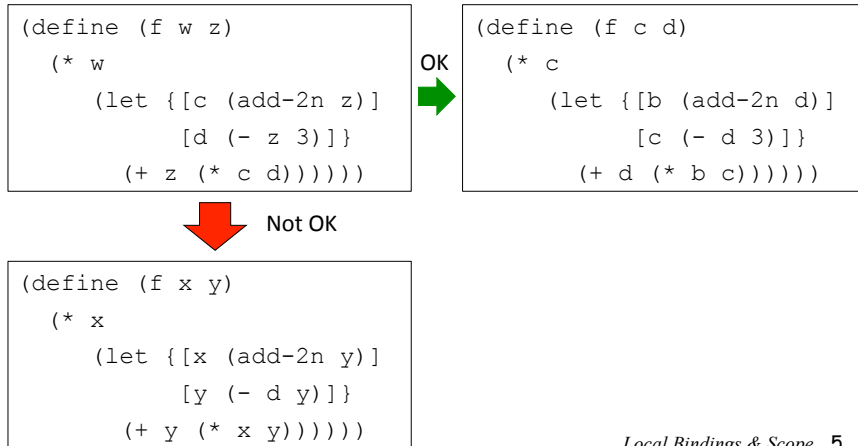 (define (f w z)
(* w
(let {[c (add-2n z)]
[d (- z 3)]}
(+ z (* c d))))))
OK
(define (f c d)
(* c
(let {[b (add-2n d)]
[c (- d 3)]}
(+ d (* b c))))))
Not OK
(define (f x y)
(* x
(let {[x (add-2n y)]
[y (- d y)]}
(+ y (* x y))))))
Local Bindings & Scope 5